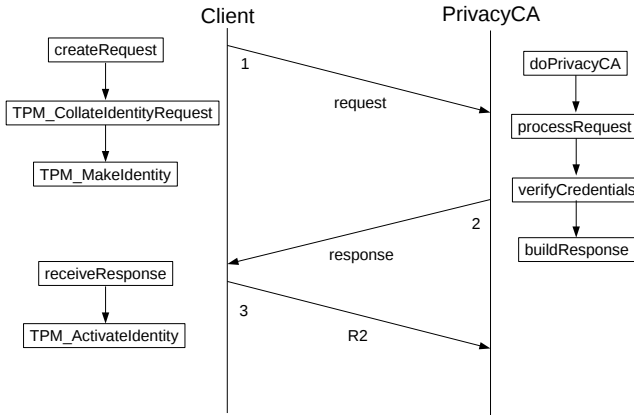 Client
PrivacyCA
createRequest
1
doPrivacyCA
request
TPM_CollateIdentityRequest
processRequest
TPM_MakeIdentity
verifyCredentials
2
response
buildResponse
receiveResponse
3
TPM_ActivateIdentity
R2